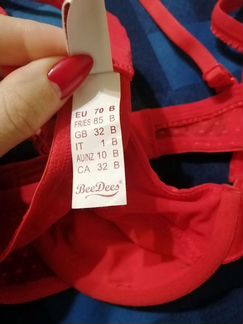 EU 70 B
FR/ES 85 B
GB 32 B
IT 1 B
AU/NZ 10 B
CA 32 B
BeeDees